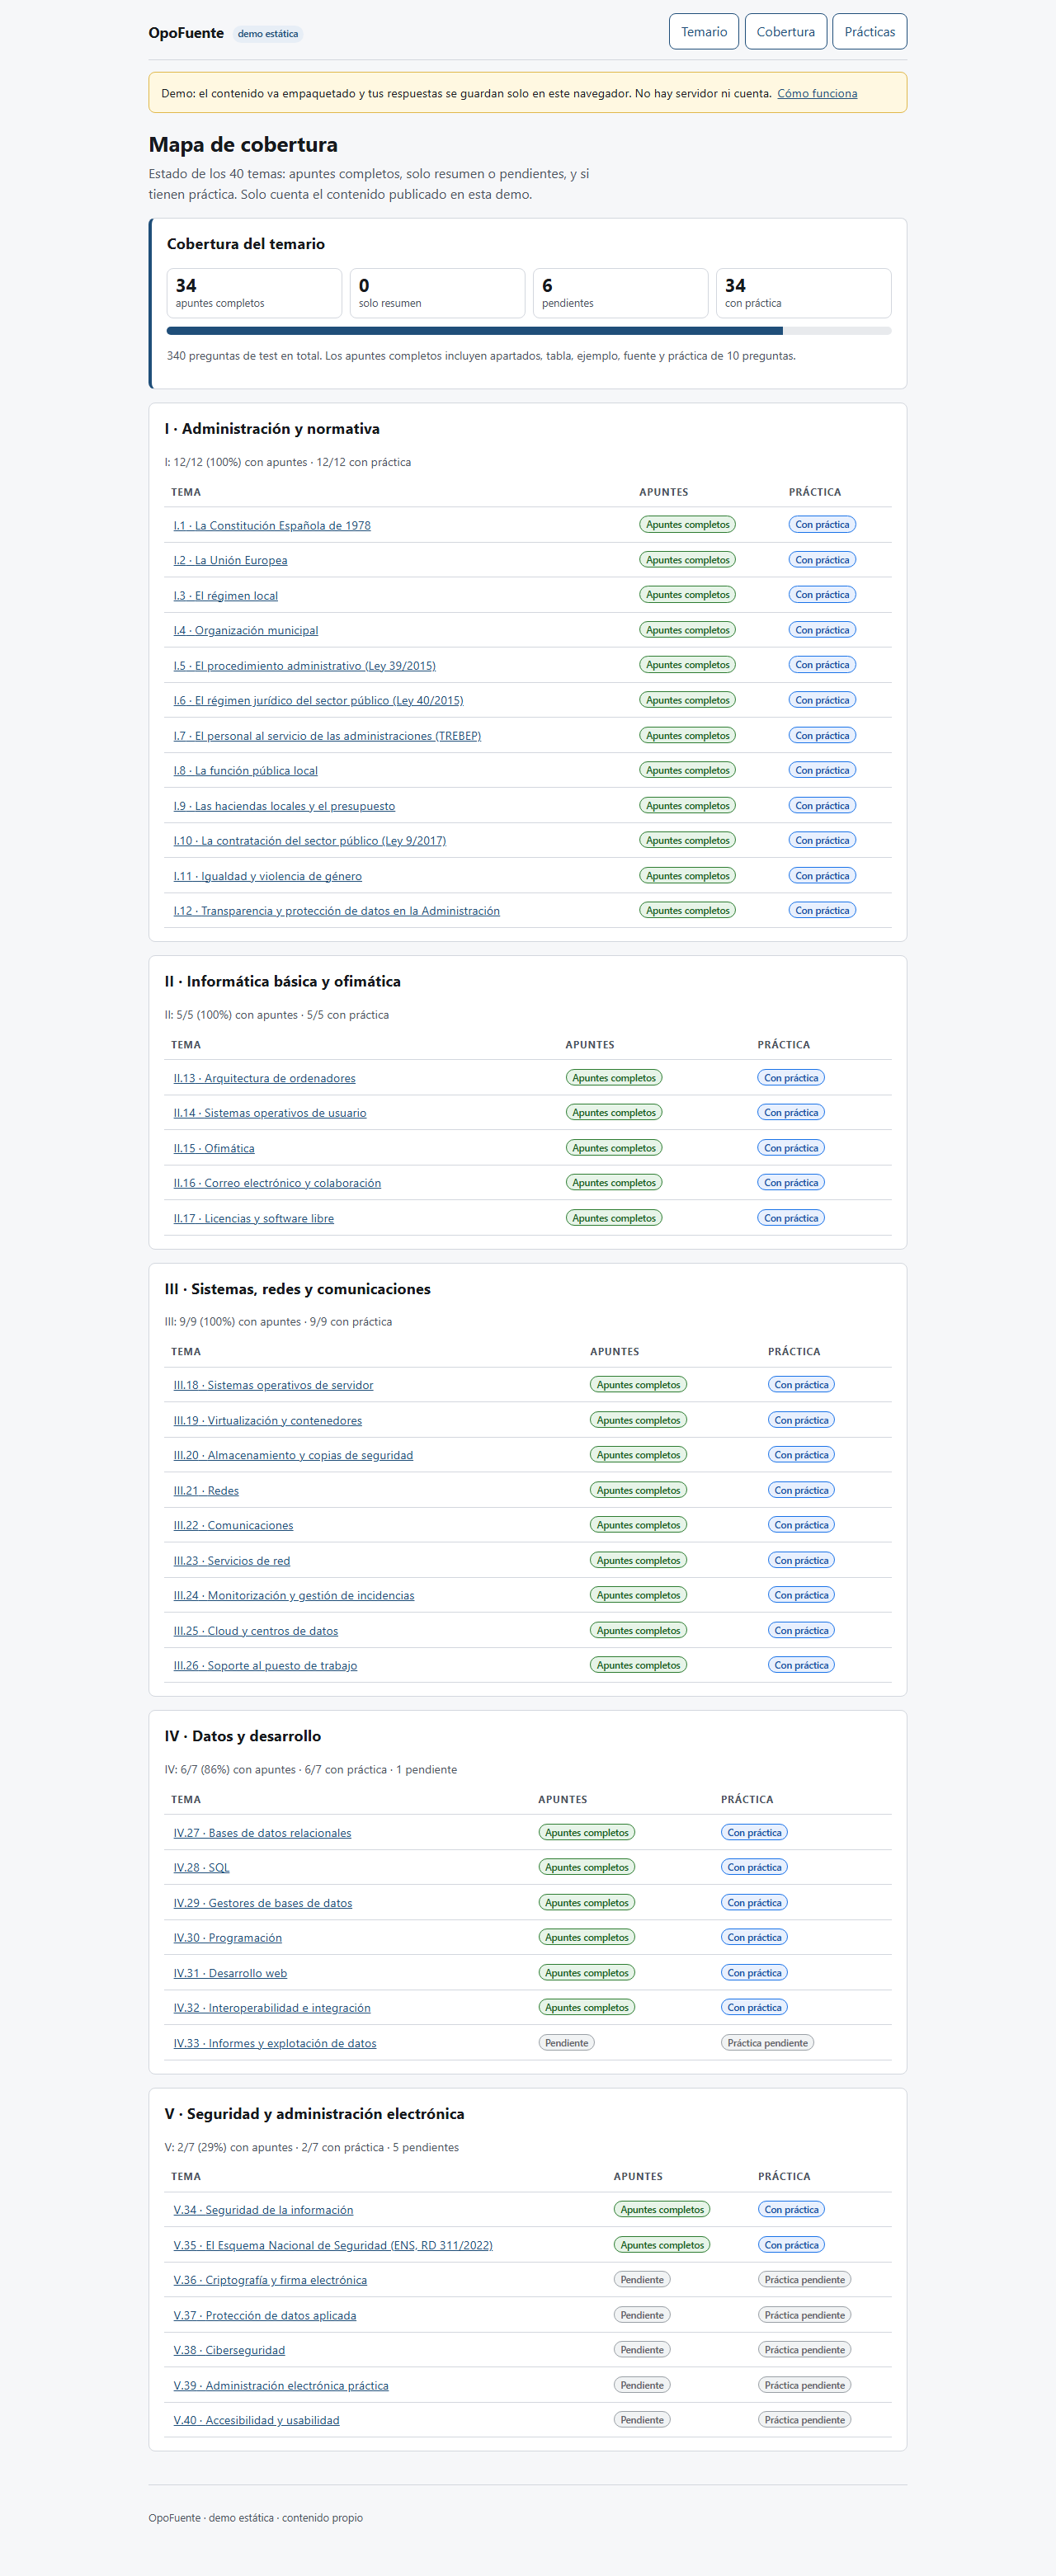 OpoFuente demo estática Temario Cobertura Prácticas
Demo: el contenido va empaquetado y tus respuestas se guardan solo en este navegador. No hay servidor ni cuenta. Cómo funciona
Mapa de cobertura
Estado de los 40 temas: apuntes completos, solo resumen o pendientes, y si
tienen práctica. Solo cuenta el contenido publicado en esta demo.
Cobertura del temario
34 0 6 34
apuntes completos solo resumen pendientes con práctica
340 preguntas de test en total. Los apuntes completos incluyen apartados, tabla, ejemplo, fuente y práctica de 10 preguntas.
I · Administración y normativa
I: 12/12 (100%) con apuntes · 12/12 con práctica
TEMA APUNTES PRÁCTICA
I.1 · La Constitución Española de 1978 Apuntes completos Con práctica
I.2 · La Unión Europea Apuntes completos Con práctica
I.3 · El régimen local Apuntes completos Con práctica
I.4 · Organización municipal Apuntes completos Con práctica
I.5 · El procedimiento administrativo (Ley 39/2015) Apuntes completos Con práctica
I.6 · El régimen jurídico del sector público (Ley 40/2015) Apuntes completos Con práctica
I.7 · El personal al servicio de las administraciones (TREBEP) Apuntes completos Con práctica
I.8 · La función pública local Apuntes completos Con práctica
I.9 · Las haciendas locales y el presupuesto Apuntes completos Con práctica
I.10 · La contratación del sector público (Ley 9/2017) Apuntes completos Con práctica
I.11 · Igualdad y violencia de género Apuntes completos Con práctica
I.12 · Transparencia y protección de datos en la Administración Apuntes completos Con práctica
II · Informática básica y ofimática
II: 5/5 (100%) con apuntes · 5/5 con práctica
TEMA APUNTES PRÁCTICA
II.13 · Arquitectura de ordenadores Apuntes completos Con práctica
II.14 · Sistemas operativos de usuario Apuntes completos Con práctica
II.15 · Ofimática Apuntes completos Con práctica
II.16 · Correo electrónico y colaboración Apuntes completos Con práctica
II.17 · Licencias y software libre Apuntes completos Con práctica
III · Sistemas, redes y comunicaciones
III: 9/9 (100%) con apuntes · 9/9 con práctica
TEMA APUNTES PRÁCTICA
III.18 · Sistemas operativos de servidor Apuntes completos Con práctica
III.19 · Virtualización y contenedores Apuntes completos Con práctica
III.20 · Almacenamiento y copias de seguridad Apuntes completos Con práctica
III.21 · Redes Apuntes completos Con práctica
III.22 · Comunicaciones Apuntes completos Con práctica
III.23 · Servicios de red Apuntes completos Con práctica
III.24 · Monitorización y gestión de incidencias Apuntes completos Con práctica
III.25 · Cloud y centros de datos Apuntes completos Con práctica
III.26 · Soporte al puesto de trabajo Apuntes completos Con práctica
IV · Datos y desarrollo
IV: 6/7 (86%) con apuntes · 6/7 con práctica · 1 pendiente
TEMA APUNTES PRÁCTICA
IV.27 · Bases de datos relacionales Apuntes completos Con práctica
IV.28 · SQL Apuntes completos Con práctica
IV.29 · Gestores de bases de datos Apuntes completos Con práctica
IV.30 · Programación Apuntes completos Con práctica
IV.31 · Desarrollo web Apuntes completos Con práctica
IV.32 · Interoperabilidad e integración Apuntes completos Con práctica
IV.33 · Informes y explotación de datos Pendiente Práctica pendiente
V · Seguridad y administración electrónica
V: 2/7 (29%) con apuntes · 2/7 con práctica · 5 pendientes
TEMA APUNTES PRÁCTICA
V.34 · Seguridad de la información Apuntes completos Con práctica
V.35 · El Esquema Nacional de Seguridad (ENS, RD 311/2022) Apuntes completos Con práctica
V.36 · Criptografía y firma electrónica Pendiente Práctica pendiente
V.37 · Protección de datos aplicada Pendiente Práctica pendiente
V.38 · Ciberseguridad Pendiente Práctica pendiente
V.39 · Administración electrónica práctica Pendiente Práctica pendiente
V.40 · Accesibilidad y usabilidad Pendiente Práctica pendiente
OpoFuente · demo estática · contenido propio